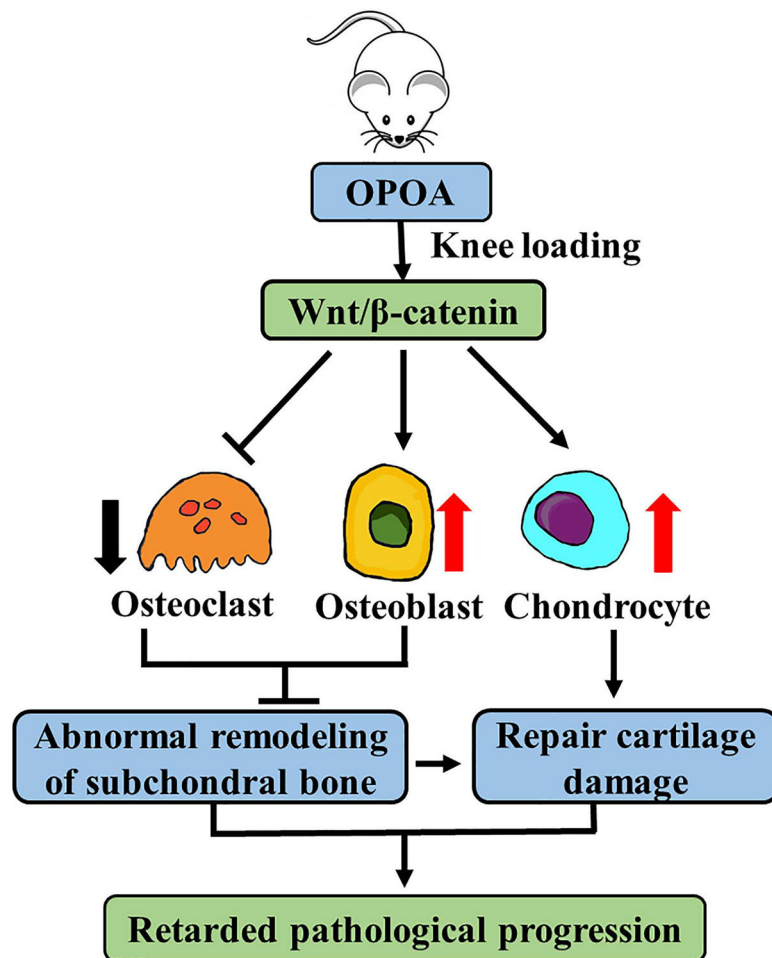 OPOA
Knee loading
Wnt/β-catenin
Osteoclast
Osteoblast
Chondrocyte
Abnormal remodeling
of subchondral bone
Repair cartilage
damage
Retarded pathological progression